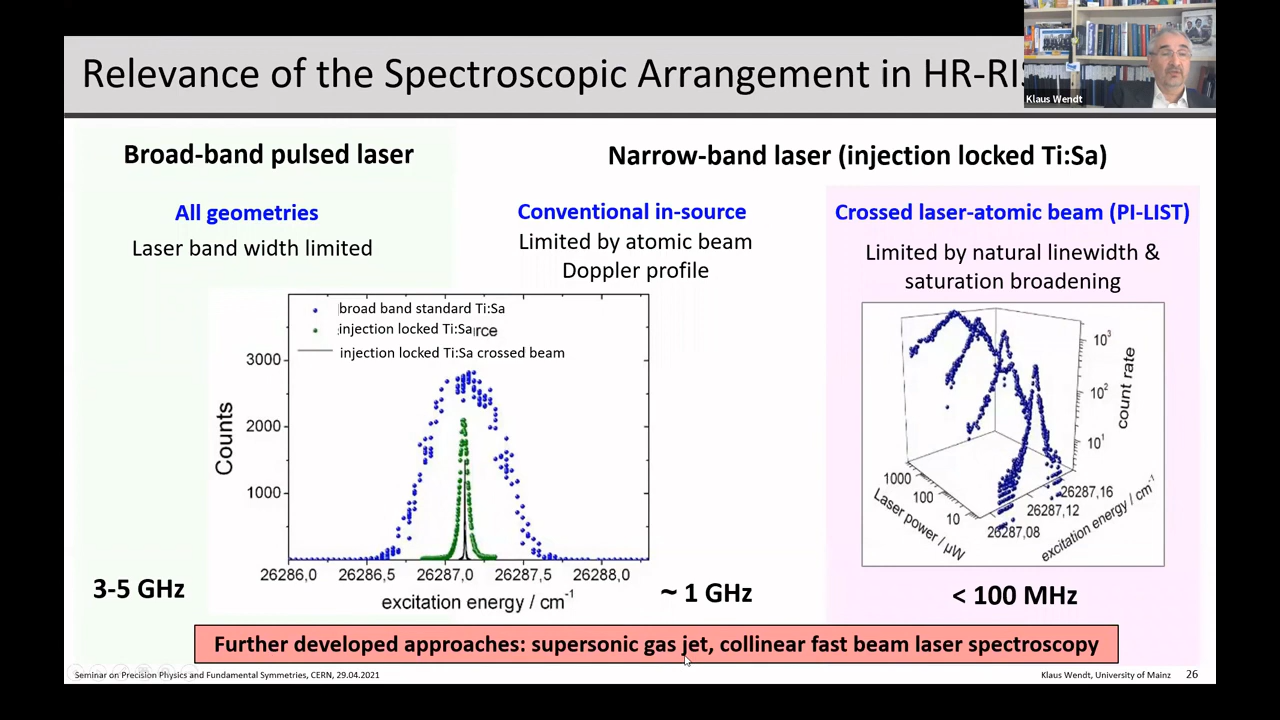 Relevance of the Spectroscopic Arrangement in HR-RIS
Klaus Wendt
Broad-band pulsed laser
Narrow-band laser (injection locked Ti:Sa)
All geometries
Laser band width limited
Conventional in-source
Limited by atomic beam
Doppler profile
Crossed laser-atomic beam (PI-LIST)
Limited by natural linewidth &
saturation broadening
broad band standard Ti:Sa
injection locked Ti:Sa rce
injection locked Ti:Sa crossed beam
3000
2000
1000
Counts
26286,0 26286,5 26287,0 26287,5 26288,0
excitation energy / cm-1
10³
10²
10¹
count rate
1000
100
10
Laser power / µW
26287,16
26287,12
26287,08
excitation energy / cm-1
3-5 GHz
~ 1 GHz
< 100 MHz
Further developed approaches: supersonic gas jet, collinear fast beam laser spectroscopy
Seminar on Precision Physics and Fundamental Symmetries, CERN, 29.04.2021
Klaus Wendt, University of Mainz 26